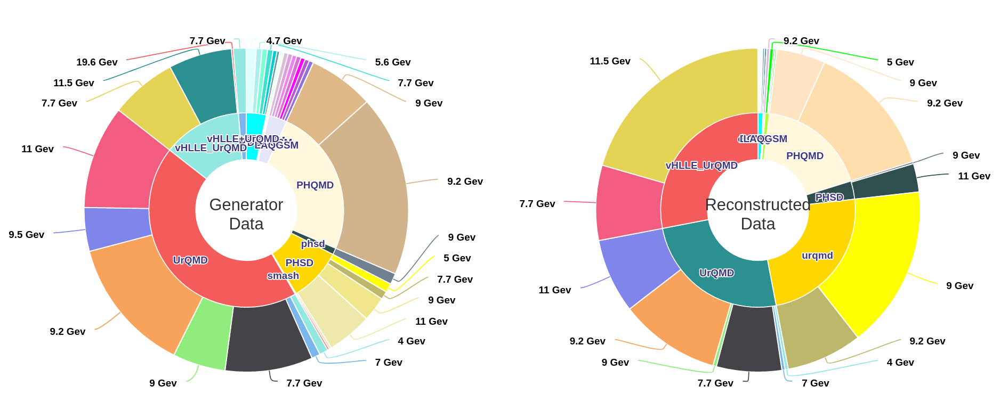 7.7 Gev
4.7 Gev
19.6 Gev
5.6 Gev
11.5 Gev
7.7 Gev
7.7 Gev
9 Gev
11 Gev
9.2 Gev
9.5 Gev
9 Gev
5 Gev
7.7 Gev
9 Gev
11 Gev
9.2 Gev
4 Gev
7 Gev
9 Gev
7.7 Gev
vHLLE+UrQMD
vHLLE_UrQMD
LAQGSM
PHQMD
Generator
Data
phsd
PHSD
smash
UrQMD
9.2 Gev
11.5 Gev
5 Gev
9 Gev
9.2 Gev
9 Gev
11 Gev
7.7 Gev
9 Gev
11 Gev
9.2 Gev
9.2 Gev
4 Gev
9 Gev
7.7 Gev
7 Gev
LAQGSM
PHQMD
vHLLE_UrQMD
PHSD
Reconstructed
Data
urqmd
UrQMD